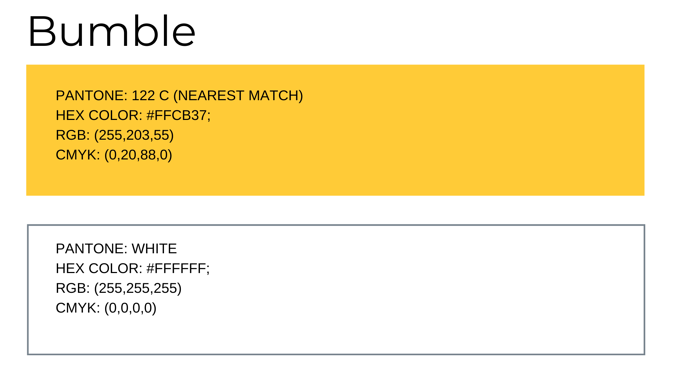 Bumble
PANTONE: 122 C (NEAREST MATCH)
HEX COLOR: #FFCB37;
RGB: (255,203,55)
CMYK: (0,20,88,0)
PANTONE: WHITE
HEX COLOR: #FFFFFF;
RGB: (255,255,255)
CMYK: (0,0,0,0)